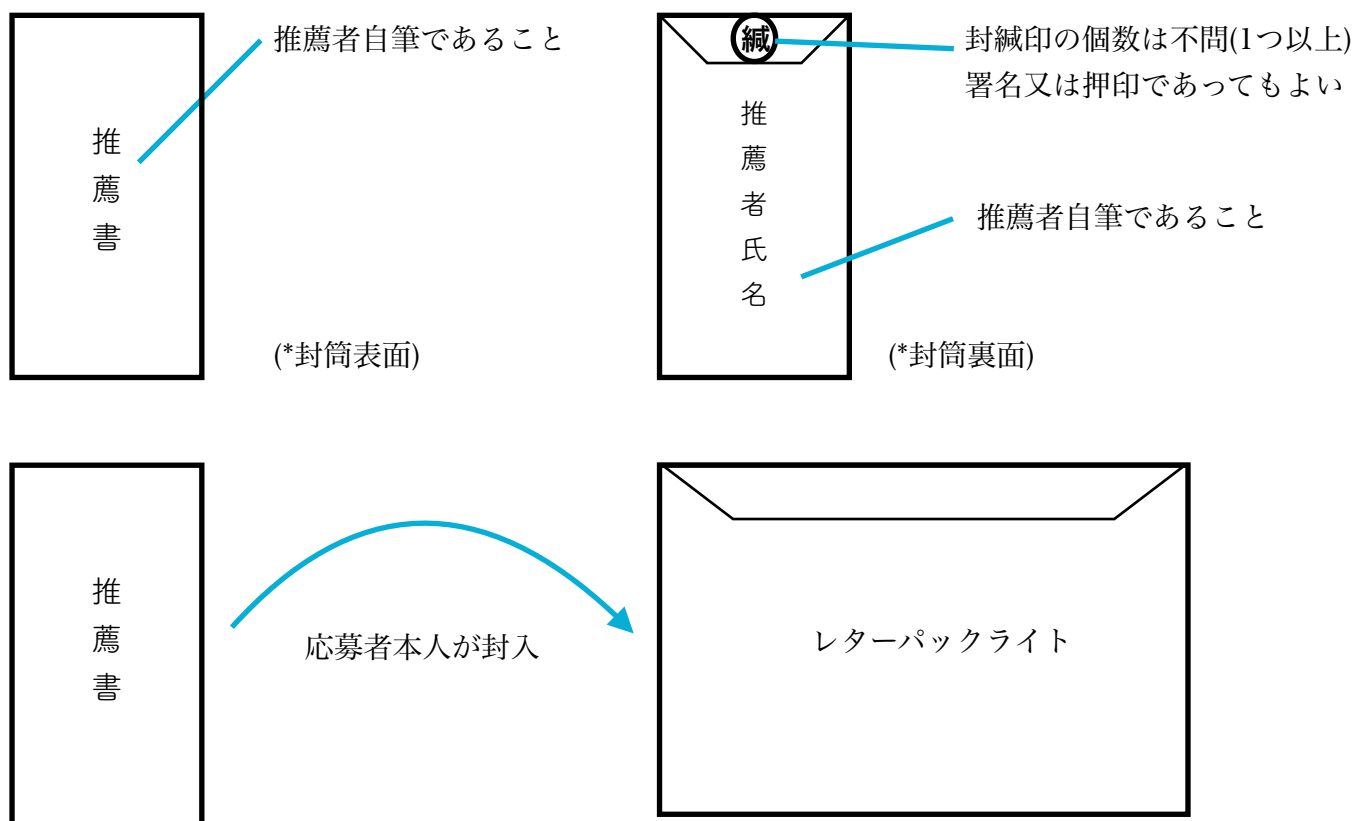 推薦書
推薦者自筆であること
(*封筒表面)
緘
封緘印の個数は不問(1つ以上)
署名又は押印であってもよい
推薦者氏名
推薦者自筆であること
(*封筒裏面)
推薦書
応募者本人が封入
レターパックライト